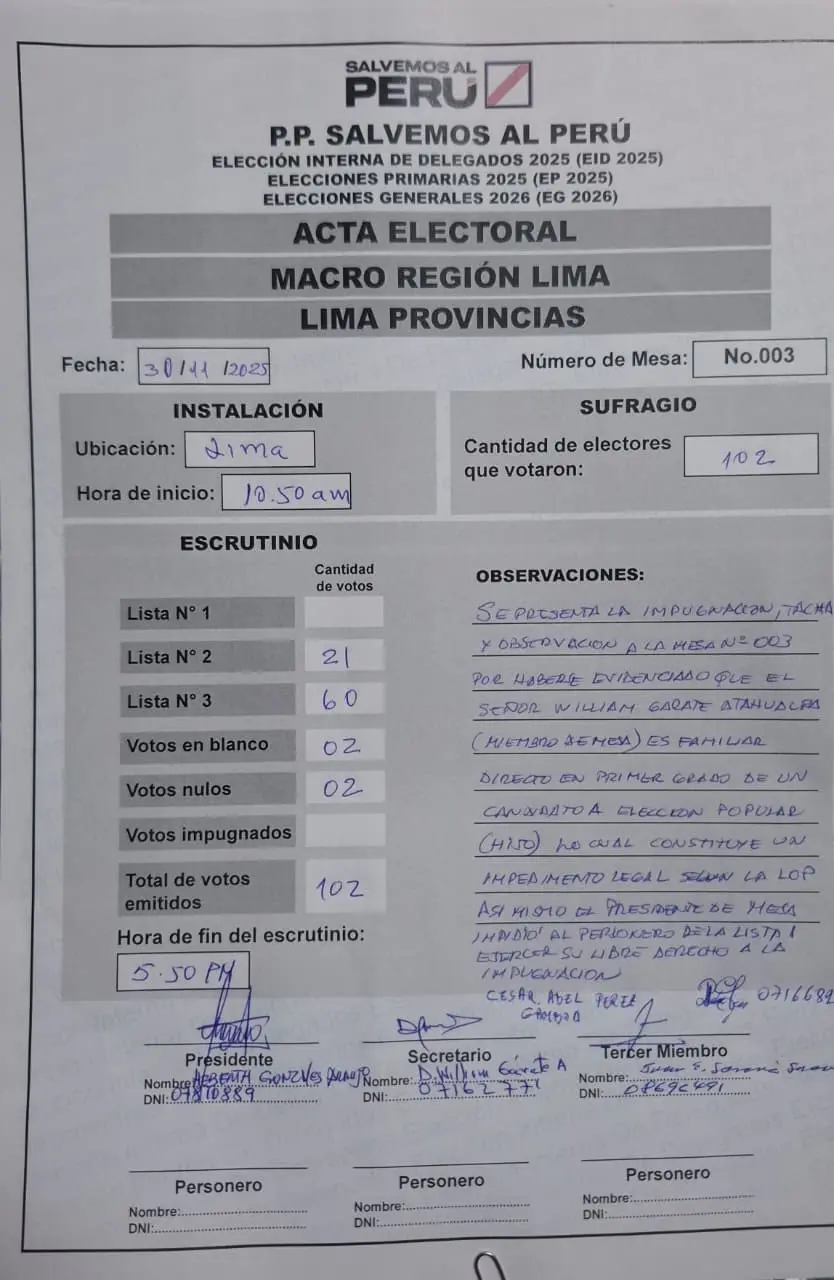 SALVEMOS AL
PERÚ
P.P. SALVEMOS AL PERÚ
ELECCIÓN INTERNA DE DELEGADOS 2025 (EID 2025)
ELECCIONES PRIMARIAS 2025 (EP 2025)
ELECCIONES GENERALES 2026 (EG 2026)
ACTA ELECTORAL
MACRO REGIÓN LIMA
LIMA PROVINCIAS
Fecha: 30/11/2025
Número de Mesa: No.003
INSTALACIÓN
Ubicación: Lima
Hora de inicio: 10.50 am
SUFRAGIO
Cantidad de electores
que votaron: 102
ESCRUTINIO
Cantidad
de votos
Lista N° 1
Lista N° 2 21
Lista N° 3 60
Votos en blanco 02
Votos nulos 02
Votos impugnados
Total de votos
emitidos 102
Hora de fin del escrutinio:
5.50 PM
OBSERVACIONES:
SE PRESENTA LA IMPUGNACION, TACHA
Y OBSERVACION A LA MESA Nº 003
POR HABERSE EVIDENCIADO QUE EL
SEÑOR WILLIAM GARATE ATAHUALPA
(MIEMBRO DE MESA) ES FAMILIAR
DIRECTO EN PRIMER GRADO DE UN
CANDIDATO A ELECCION POPULAR
(HIJO) LO CUAL CONSTITUYE UN
IMPEDIMENTO LEGAL SEGUN LA LOP
ASI MISMO EL PRESIDENTE DE MESA
IMPIDIO AL PERSONERO DE LA LISTA 1
EJERCER SU LIBRE DERECHO A LA
IMPUGNACION
CESAR ABEL PEREZ
Presidente
Nombre: HEBERTH
DNI:
Secretario
Nombre: D. William Gárate A
DNI: 07162771
Tercer Miembro
Nombre: Juan
DNI:
Personero
Nombre:
DNI:
Personero
Nombre:
DNI:
Personero
Nombre:
DNI: